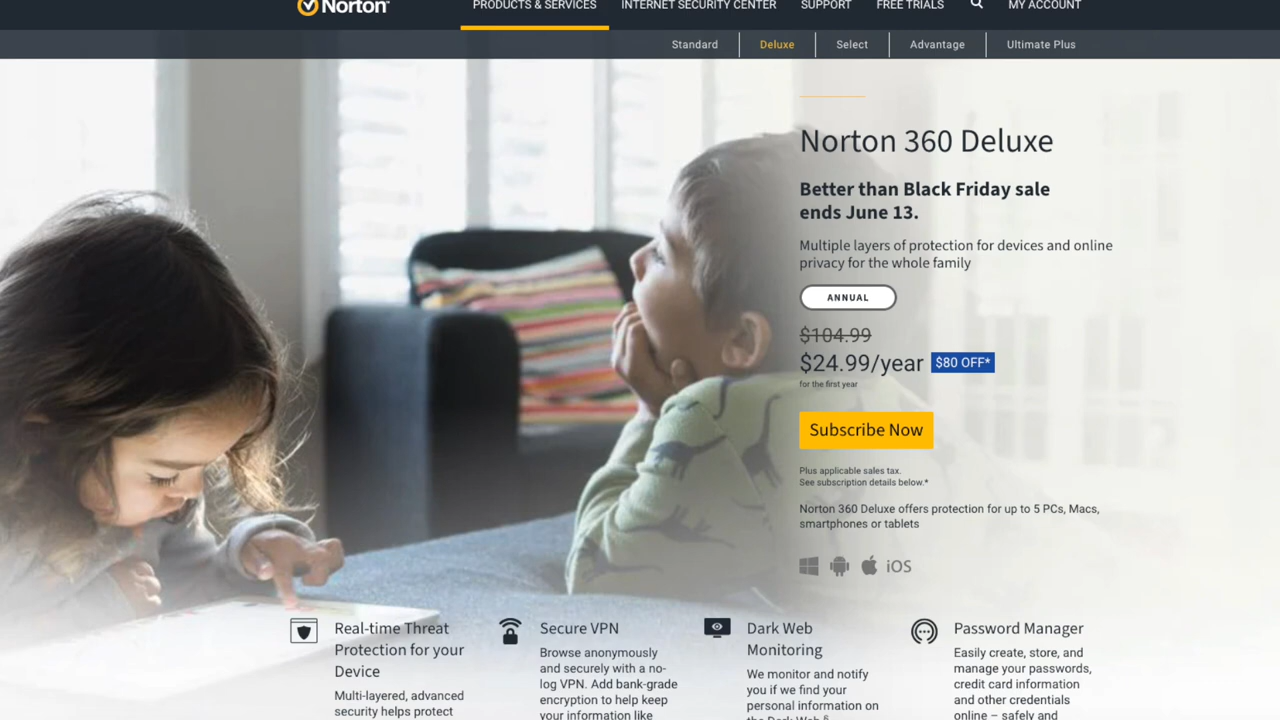 Norton
PRODUCTS & SERVICES INTERNET SECURITY CENTER SUPPORT FREE TRIALS MY ACCOUNT
Standard Deluxe Select Advantage Ultimate Plus
Norton 360 Deluxe
Better than Black Friday sale
ends June 13.
Multiple layers of protection for devices and online
privacy for the whole family
ANNUAL
$104.99
$24.99/year $80 OFF*
for the first year
Subscribe Now
Plus applicable sales tax.
See subscription details below.*
Norton 360 Deluxe offers protection for up to 5 PCs, Macs,
smartphones or tablets
iOS
Real-time Threat
Protection for your
Device
Multi-layered, advanced
security helps protect
Secure VPN
Browse anonymously
and securely with a no-
log VPN. Add bank-grade
encryption to help keep
your information like
Dark Web
Monitoring
We monitor and notify
you if we find your
personal information on
the Dark Web.§
Password Manager
Easily create, store, and
manage your passwords,
credit card information
and other credentials
online – safely and